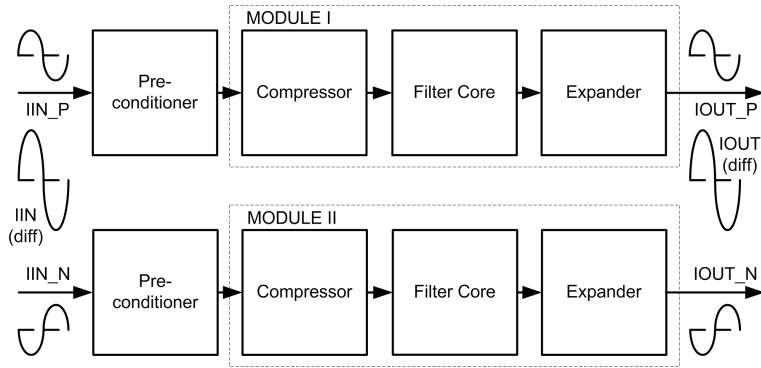 MODULE I
Pre-
conditioner
Compressor
Filter Core
Expander
IIN_P
IOUT_P
IIN
(diff)
IOUT
(diff)
MODULE II
IIN_N
Pre-
conditioner
Compressor
Filter Core
Expander
IOUT_N